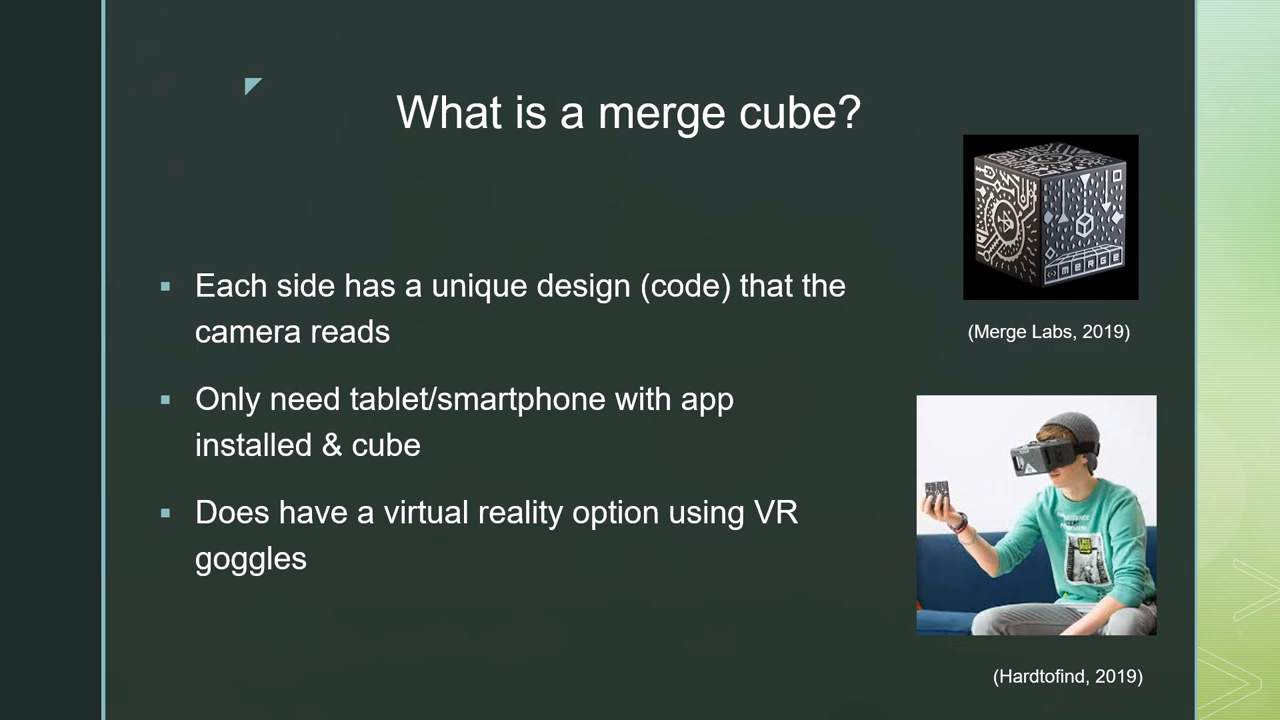 What is a merge cube?
Each side has a unique design (code) that the
camera reads
Only need tablet/smartphone with app
installed & cube
Does have a virtual reality option using VR
goggles
MERGE
(Merge Labs, 2019)
(Hardtofind, 2019)